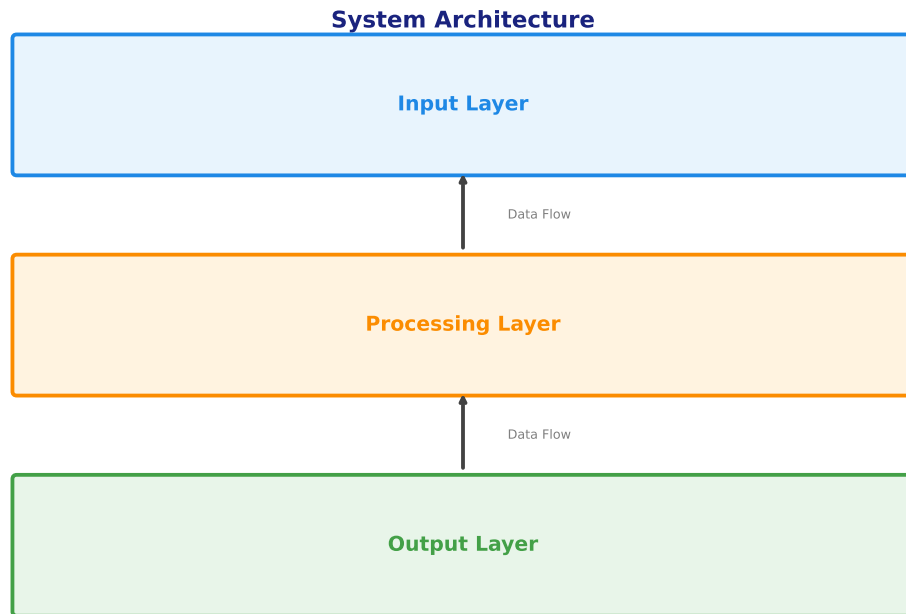 System Architecture
Input Layer
Data Flow
Processing Layer
Data Flow
Output Layer